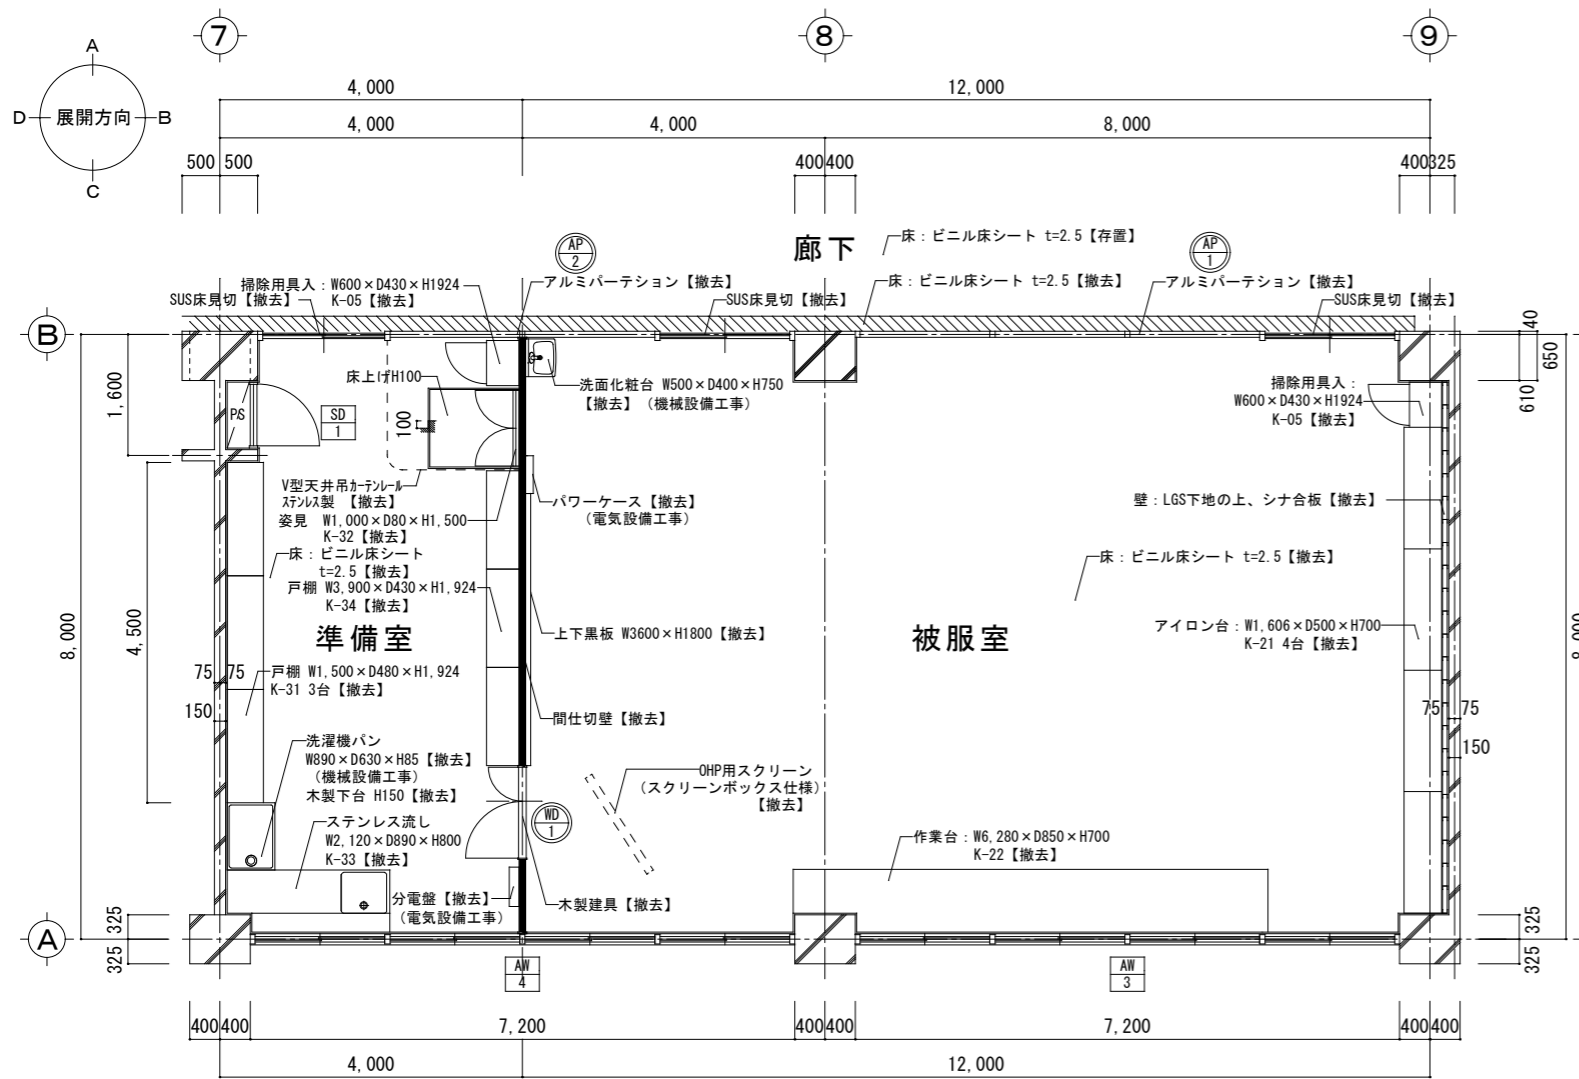 7
8
9
A
D
展開方向
B
C
4,000
12,000
4,000
4,000
8,000
500
500
400
400
400
325
廊下
床：ビニル床シート t=2.5【存置】
AP
2
AP
1
掃除用具入：W600×D430×H1924
K-05【撤去】
アルミパーテション【撤去】
床：ビニル床シート t=2.5【撤去】
アルミパーテション【撤去】
SUS床見切【撤去】
SUS床見切【撤去】
SUS床見切【撤去】
B
40
650
610
1,600
床上げH100
洗面化粧台 W500×D400×H750
【撤去】（機械設備工事）
掃除用具入：
W600×D430×H1924
K-05【撤去】
PS
SD
1
100
V型天井吊カーテンレール
ステンレス製 【撤去】
姿見 W1,000×D80×H1,500
K-32【撤去】
パワーケース【撤去】
（電気設備工事）
壁：LGS下地の上、シナ合板【撤去】
床：ビニル床シート
t=2.5【撤去】
床：ビニル床シート t=2.5【撤去】
戸棚 W3,900×D430×H1,924
K-34【撤去】
8,000
4,500
準備室
上下黒板 W3600×H1800【撤去】
被服室
アイロン台：W1,606×D500×H700
K-21 4台【撤去】
8,000
75
75
戸棚 W1,500×D480×H1,924
K-31 3台【撤去】
150
間仕切壁【撤去】
75
75
150
洗濯機パン
W890×D630×H85【撤去】
（機械設備工事）
木製下台 H150【撤去】
OHP用スクリーン
（スクリーンボックス仕様）
【撤去】
ステンレス流し
W2,120×D890×H800
K-33【撤去】
WD
1
作業台：W6,280×D850×H700
K-22【撤去】
分電盤【撤去】
（電気設備工事）
木製建具【撤去】
A
325
325
325
325
AW
4
AW
3
400
400
7,200
400
400
7,200
400
400
4,000
12,000